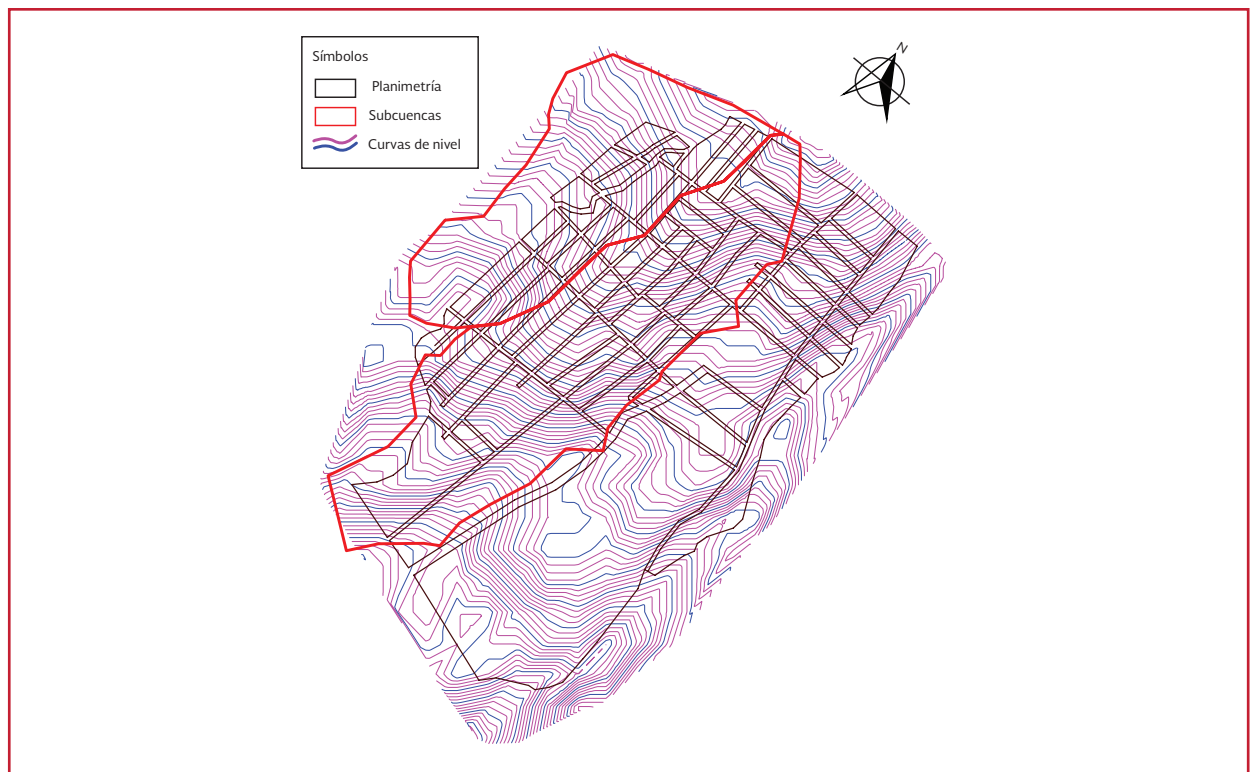 Símbolos
Planimetría
Subcuencas
Curvas de nivel
N